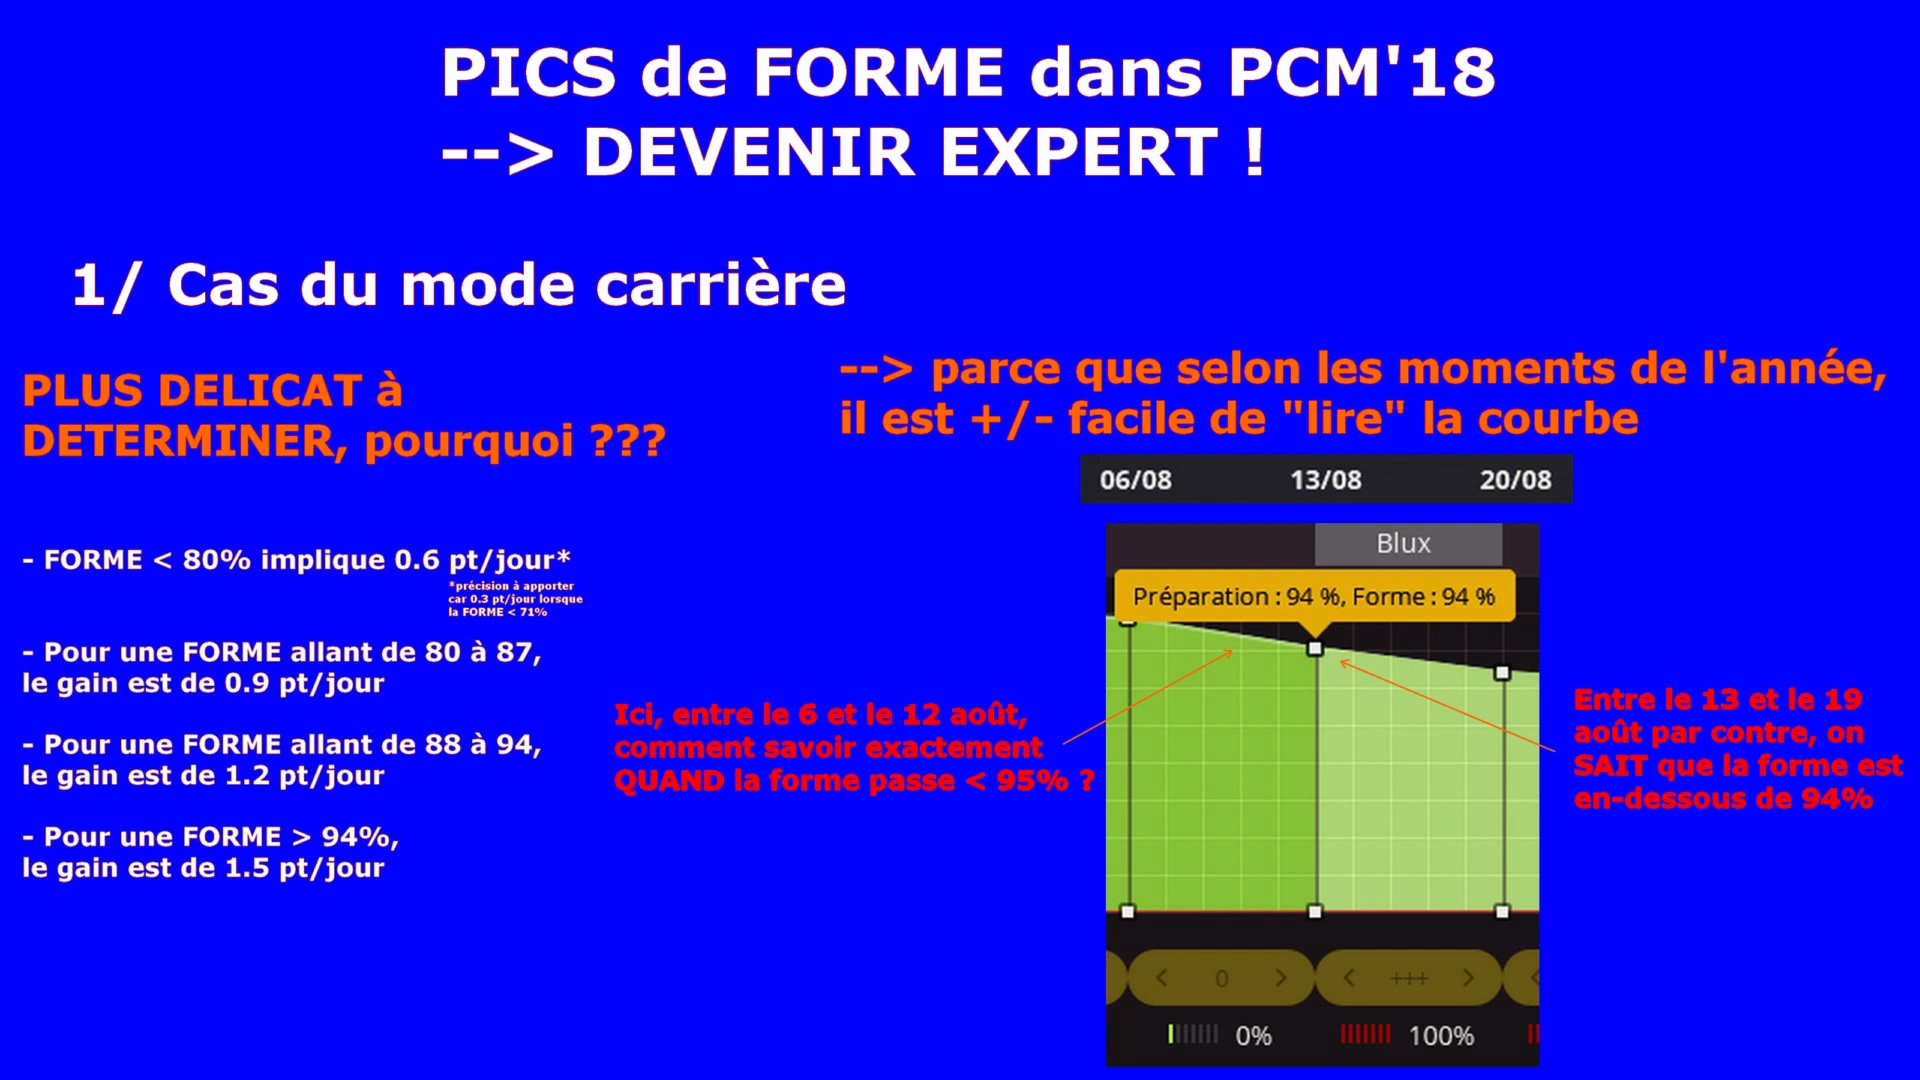 PICS de FORME dans PCM'18
--> DEVENIR EXPERT !
1/ Cas du mode carrière
PLUS DELICAT à
DETERMINER, pourquoi ???
--> parce que selon les moments de l'année,
il est +/- facile de "lire" la courbe
- FORME < 80% implique 0.6 pt/jour*
*précision à apporter
car 0.3 pt/jour lorsque
la FORME < 71%
- Pour une FORME allant de 80 à 87,
le gain est de 0.9 pt/jour
- Pour une FORME allant de 88 à 94,
le gain est de 1.2 pt/jour
- Pour une FORME > 94%,
le gain est de 1.5 pt/jour
Ici, entre le 6 et le 12 août,
comment savoir exactement
QUAND la forme passe < 95% ?
06/08 13/08 20/08
Blux
Préparation : 94 %, Forme : 94 %
< 0 > < +++ > <
0% 100%
Entre le 13 et le 19
août par contre, on
SAIT que la forme est
en-dessous de 94%